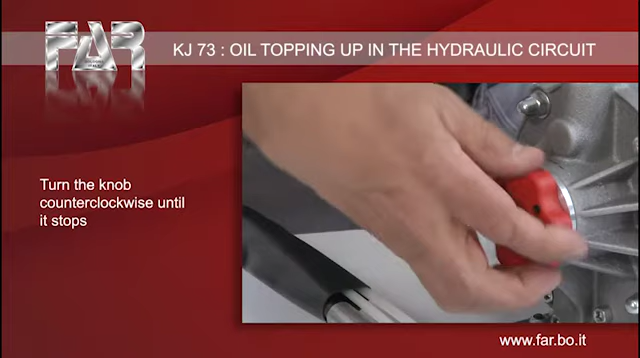 FAR
KJ 73 : OIL TOPPING UP IN THE HYDRAULIC CIRCUIT
Turn the knob
counterclockwise until
it stops
www.far.bo.it